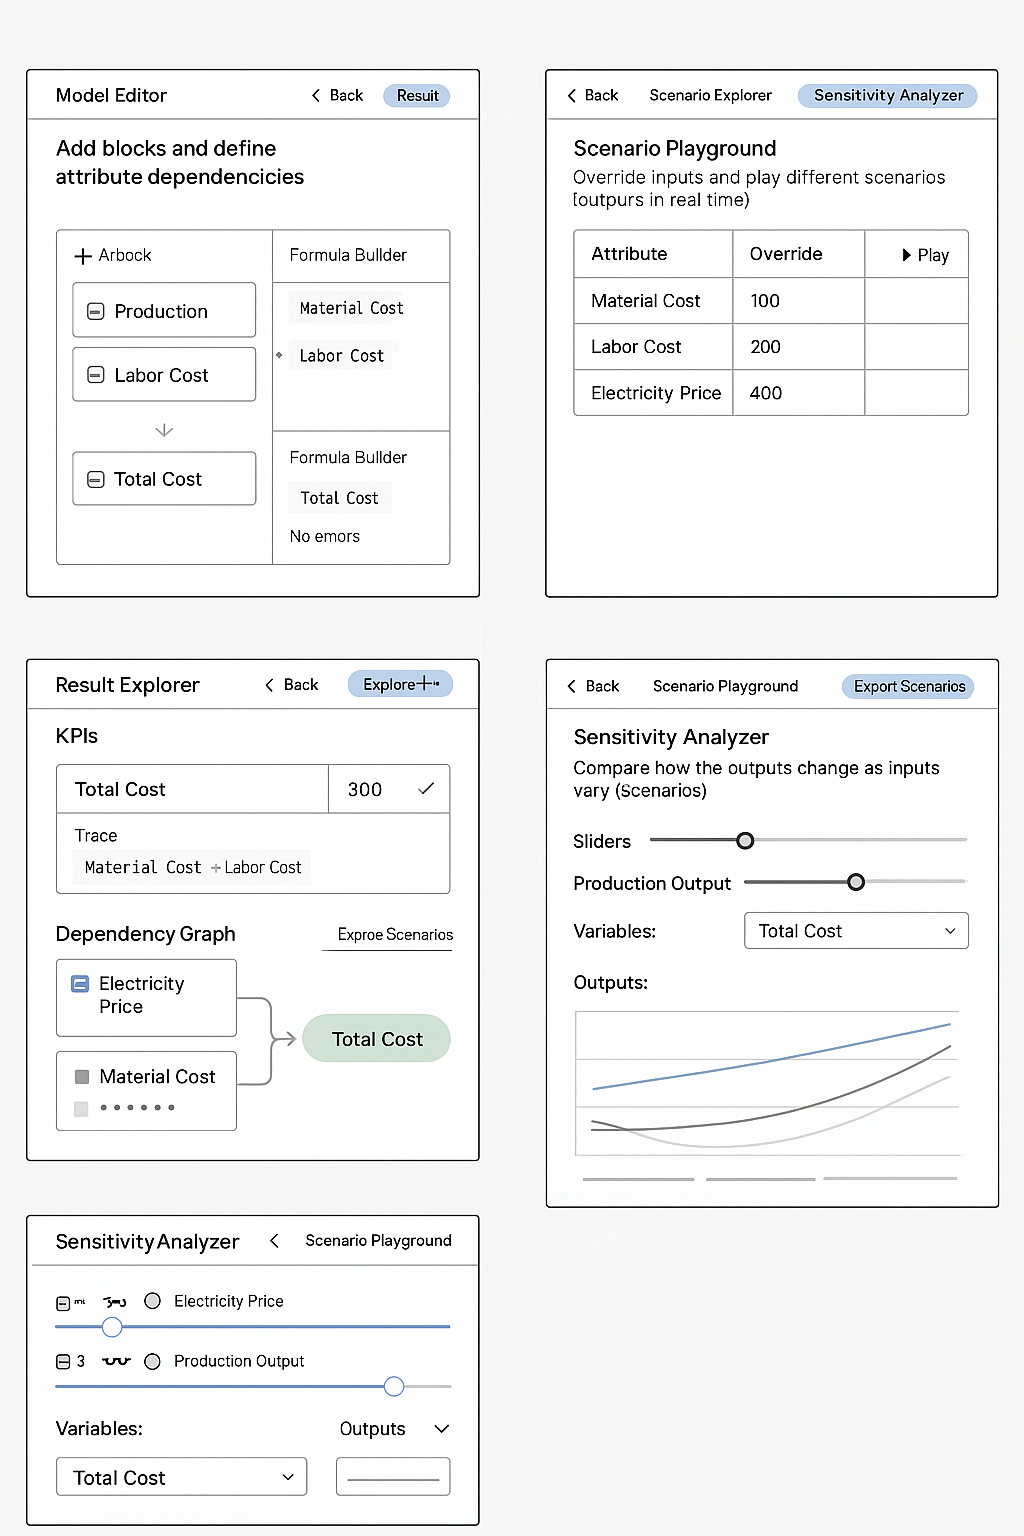 Model Editor
Back
Resuit
Add blocks and define
attribute dependencicies
Arbock
Production
Labor Cost
Total Cost
Formula Builder
Material Cost
Labor Cost
Formula Builder
Total Cost
No emors
Back
Scenario Explorer
Sensitivity Analyzer
Scenario Playground
Override inputs and play different scenarios
(outpurs in real time)
Attribute Override Play
Material Cost 100
Labor Cost 200
Electricity Price 400
Result Explorer
Back
Explore
KPIs
Total Cost 300
Trace
Material Cost ÷ Labor Cost
Dependency Graph
Exproe Scenarios
Electricity
Price
Material Cost
Total Cost
Back
Scenario Playground
Export Scenarios
Sensitivity Analyzer
Compare how the outputs change as inputs
vary (Scenarios)
Sliders
Production Output
Variables:
Total Cost
Outputs:
Sensitivity Analyzer
Scenario Playground
Electricity Price
3
Production Output
Variables:
Outputs
Total Cost